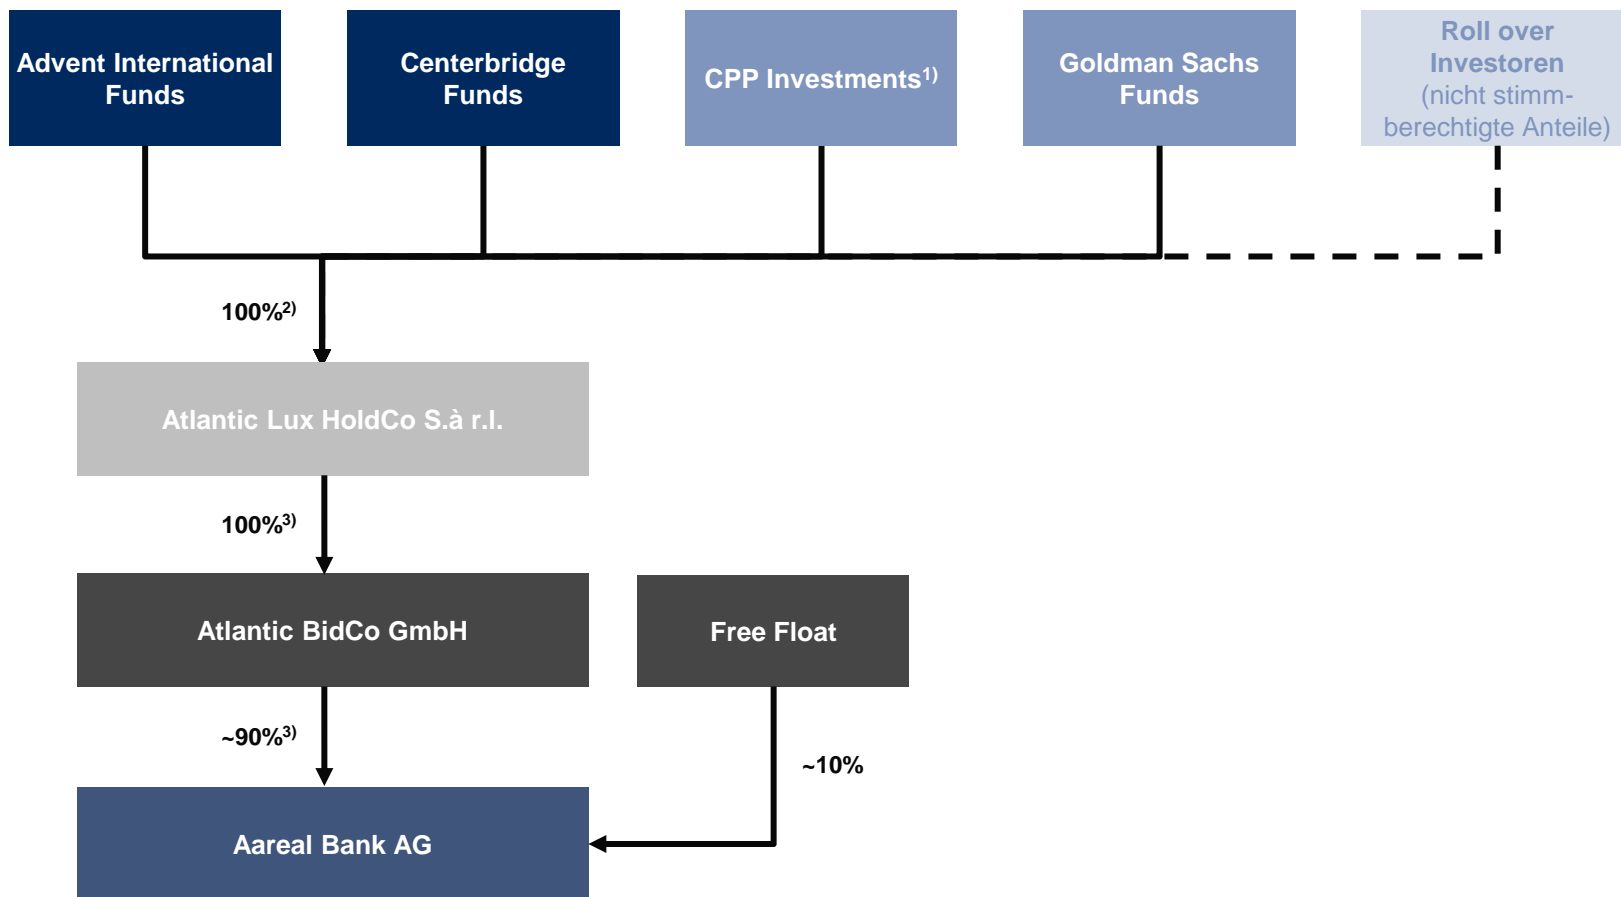 Advent International
Funds
Centerbridge
Funds
CPP Investments1)
Goldman Sachs
Funds
Roll over
Investoren
(nicht stimm-
berechtigte Anteile)
100%2)
Atlantic Lux HoldCo S.à r.l.
100%3)
Atlantic BidCo GmbH
Free Float
~90%3)
~10%
Aareal Bank AG